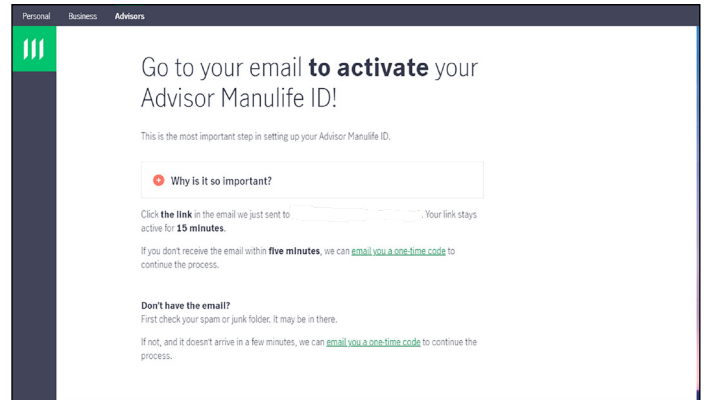 Personal Business Advisors
Go to your email to activate your
Advisor Manulife ID!
This is the most important step in setting up your Advisor Manulife ID.
Why is it so important?
Click the link in the email we just sent to . Your link stays
active for 15 minutes.
If you don't receive the email within five minutes, we can email you a one-time code to
continue the process.
Don't have the email?
First check your spam or junk folder. It may be in there.
If not, and it doesn't arrive in a few minutes, we can email you a one-time code to continue the
process.